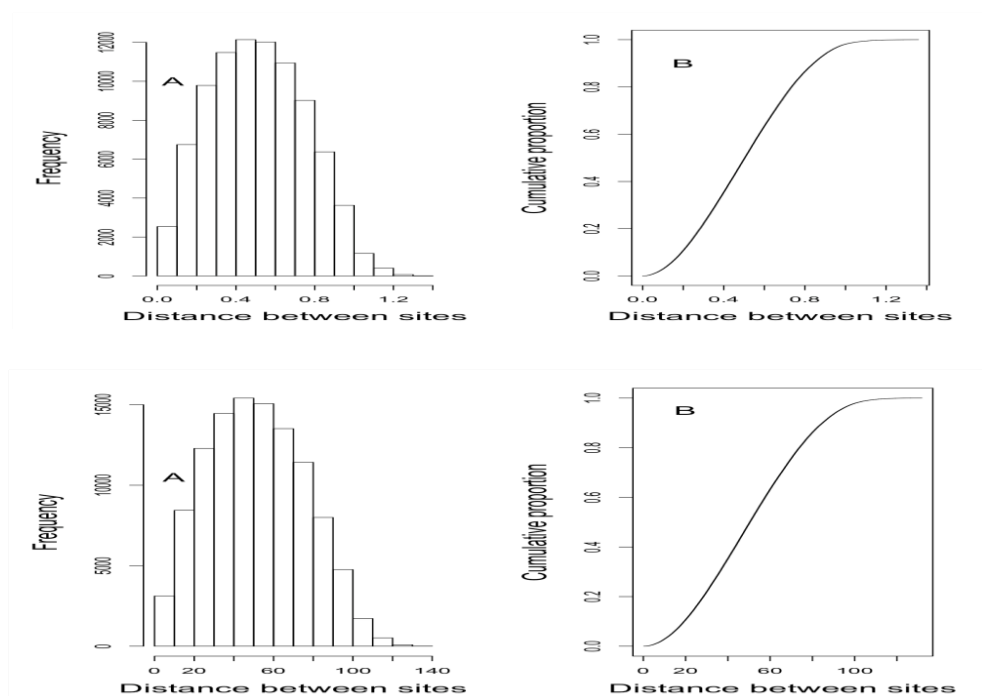 A
Frequency
0 2000 4000 6000 8000 10000 12000
0.0 0.4 0.8 1.2
Distance between sites
B
Cumulative proportion
0.0 0.2 0.4 0.6 0.8 1.0
0.0 0.4 0.8 1.2
Distance between sites
A
Frequency
0 5000 10000 15000
0 20 60 100 140
Distance between sites
B
Cumulative proportion
0.0 0.2 0.4 0.6 0.8 1.0
0 20 60 100
Distance between sites